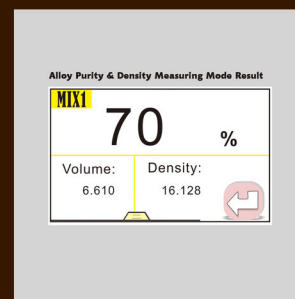 Alloy Purity & Density Measuring Mode Result
MIX1
70 %
Volume: Density:
6.610 16.128